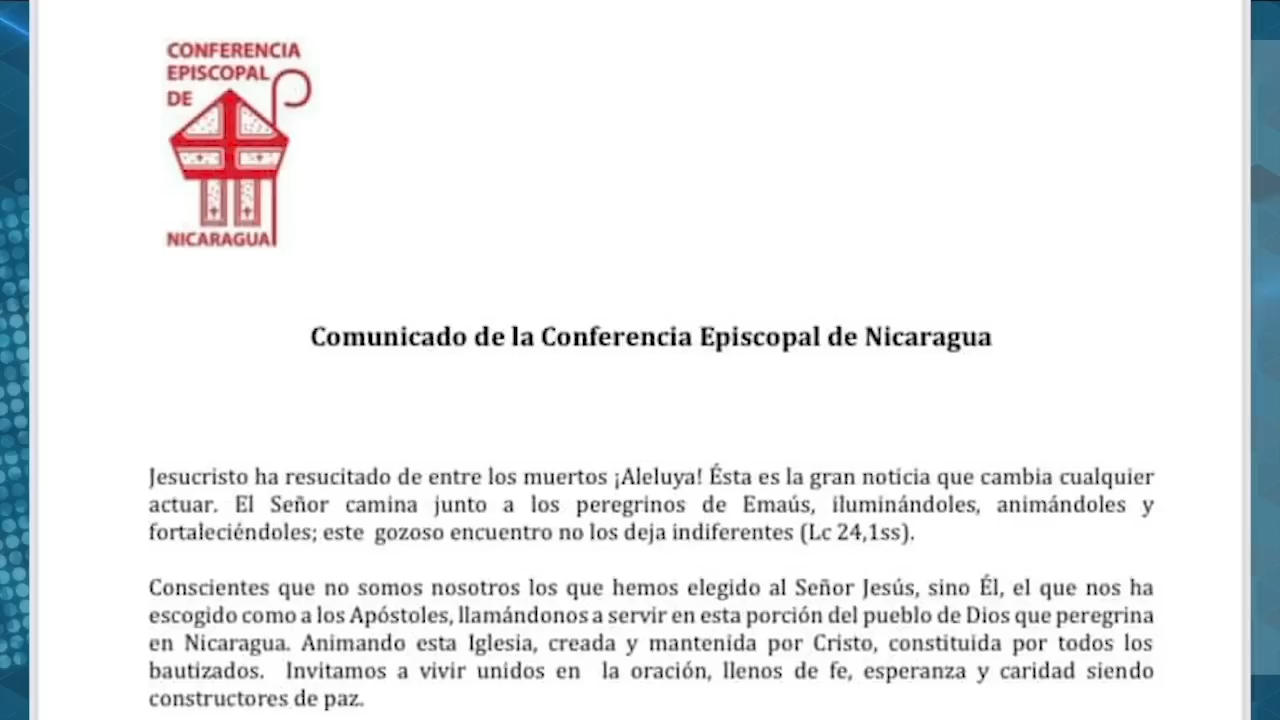 CONFERENCIA
EPISCOPAL
DE
NICARAGUA
Comunicado de la Conferencia Episcopal de Nicaragua
Jesucristo ha resucitado de entre los muertos ¡Aleluya! Ésta es la gran noticia que cambia cualquier
actuar. El Señor camina junto a los peregrinos de Emaús, iluminándoles, animándoles y
fortaleciéndoles; este gozoso encuentro no los deja indiferentes (Lc 24,1ss).
Conscientes que no somos nosotros los que hemos elegido al Señor Jesús, sino Él, el que nos ha
escogido como a los Apóstoles, llamándonos a servir en esta porción del pueblo de Dios que peregrina
en Nicaragua. Animando esta Iglesia, creada y mantenida por Cristo, constituida por todos los
bautizados. Invitamos a vivir unidos en la oración, llenos de fe, esperanza y caridad siendo
constructores de paz.